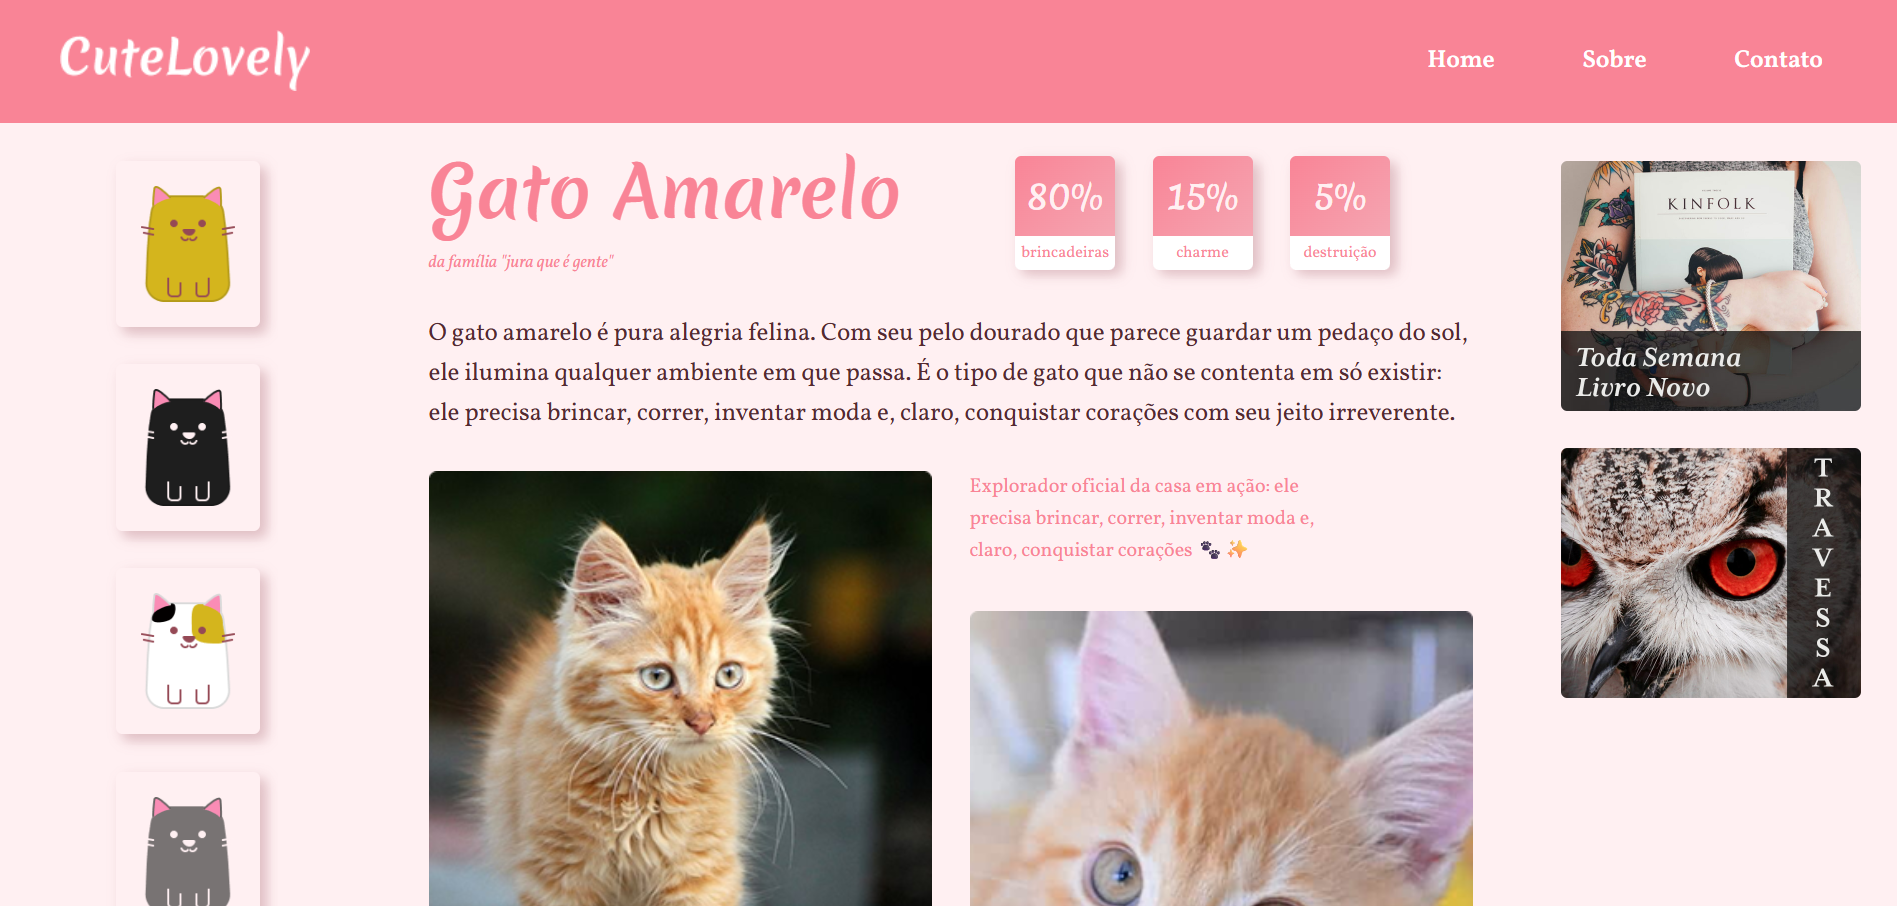 CuteLovely
Home
Sobre
Contato
Gato Amarelo
da família "jura que é gente"
80%
brincadeiras
15%
charme
5%
destruição
O gato amarelo é pura alegria felina. Com seu pelo dourado que parece guardar um pedaço do sol,
ele ilumina qualquer ambiente em que passa. É o tipo de gato que não se contenta em só existir:
ele precisa brincar, correr, inventar moda e, claro, conquistar corações com seu jeito irreverente.
Explorador oficial da casa em ação: ele
precisa brincar, correr, inventar moda e,
claro, conquistar corações 🐾 ✨
KINFOLK
Toda Semana
Livro Novo
TRAVESSA